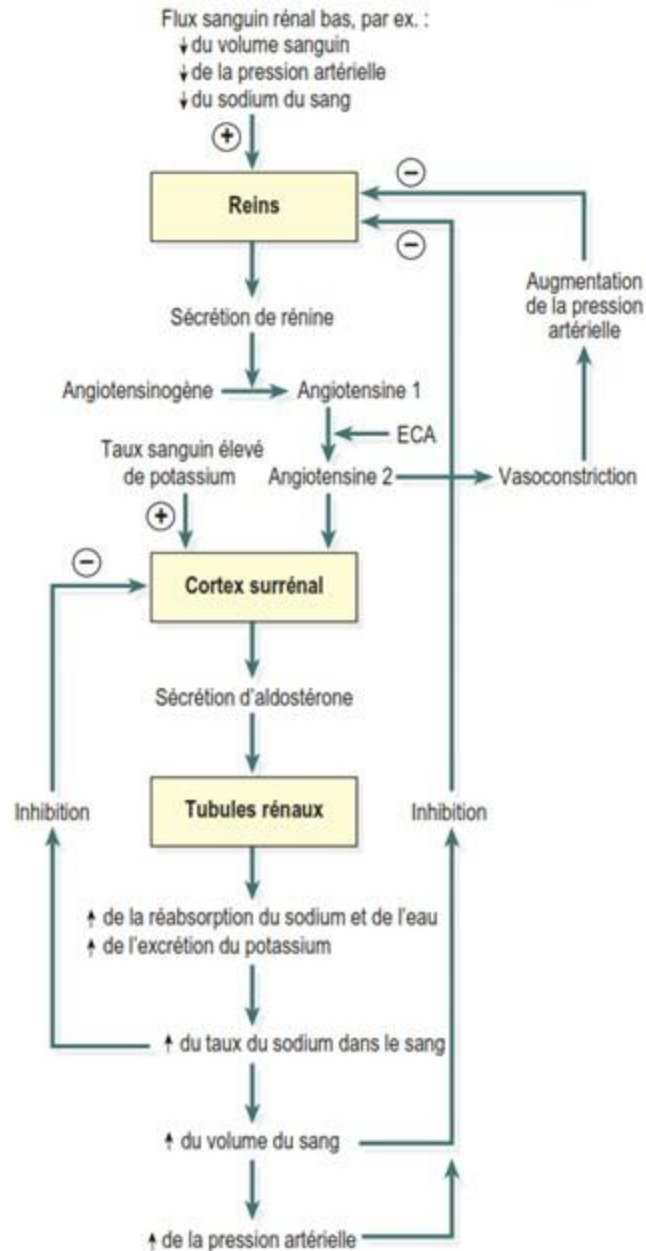 Flux sanguin rénal bas, par ex. :
↓ du volume sanguin
↓ de la pression artérielle
↓ du sodium du sang
+
−
Reins
−
Augmentation
de la pression
artérielle
Sécrétion de rénine
Angiotensinogène
Angiotensine 1
ECA
Taux sanguin élevé
de potassium
Angiotensine 2
Vasoconstriction
+
−
Cortex surrénal
Sécrétion d'aldostérone
Tubules rénaux
Inhibition
Inhibition
↑ de la réabsorption du sodium et de l'eau
↑ de l'excrétion du potassium
↑ du taux du sodium dans le sang
↑ du volume du sang
↑ de la pression artérielle